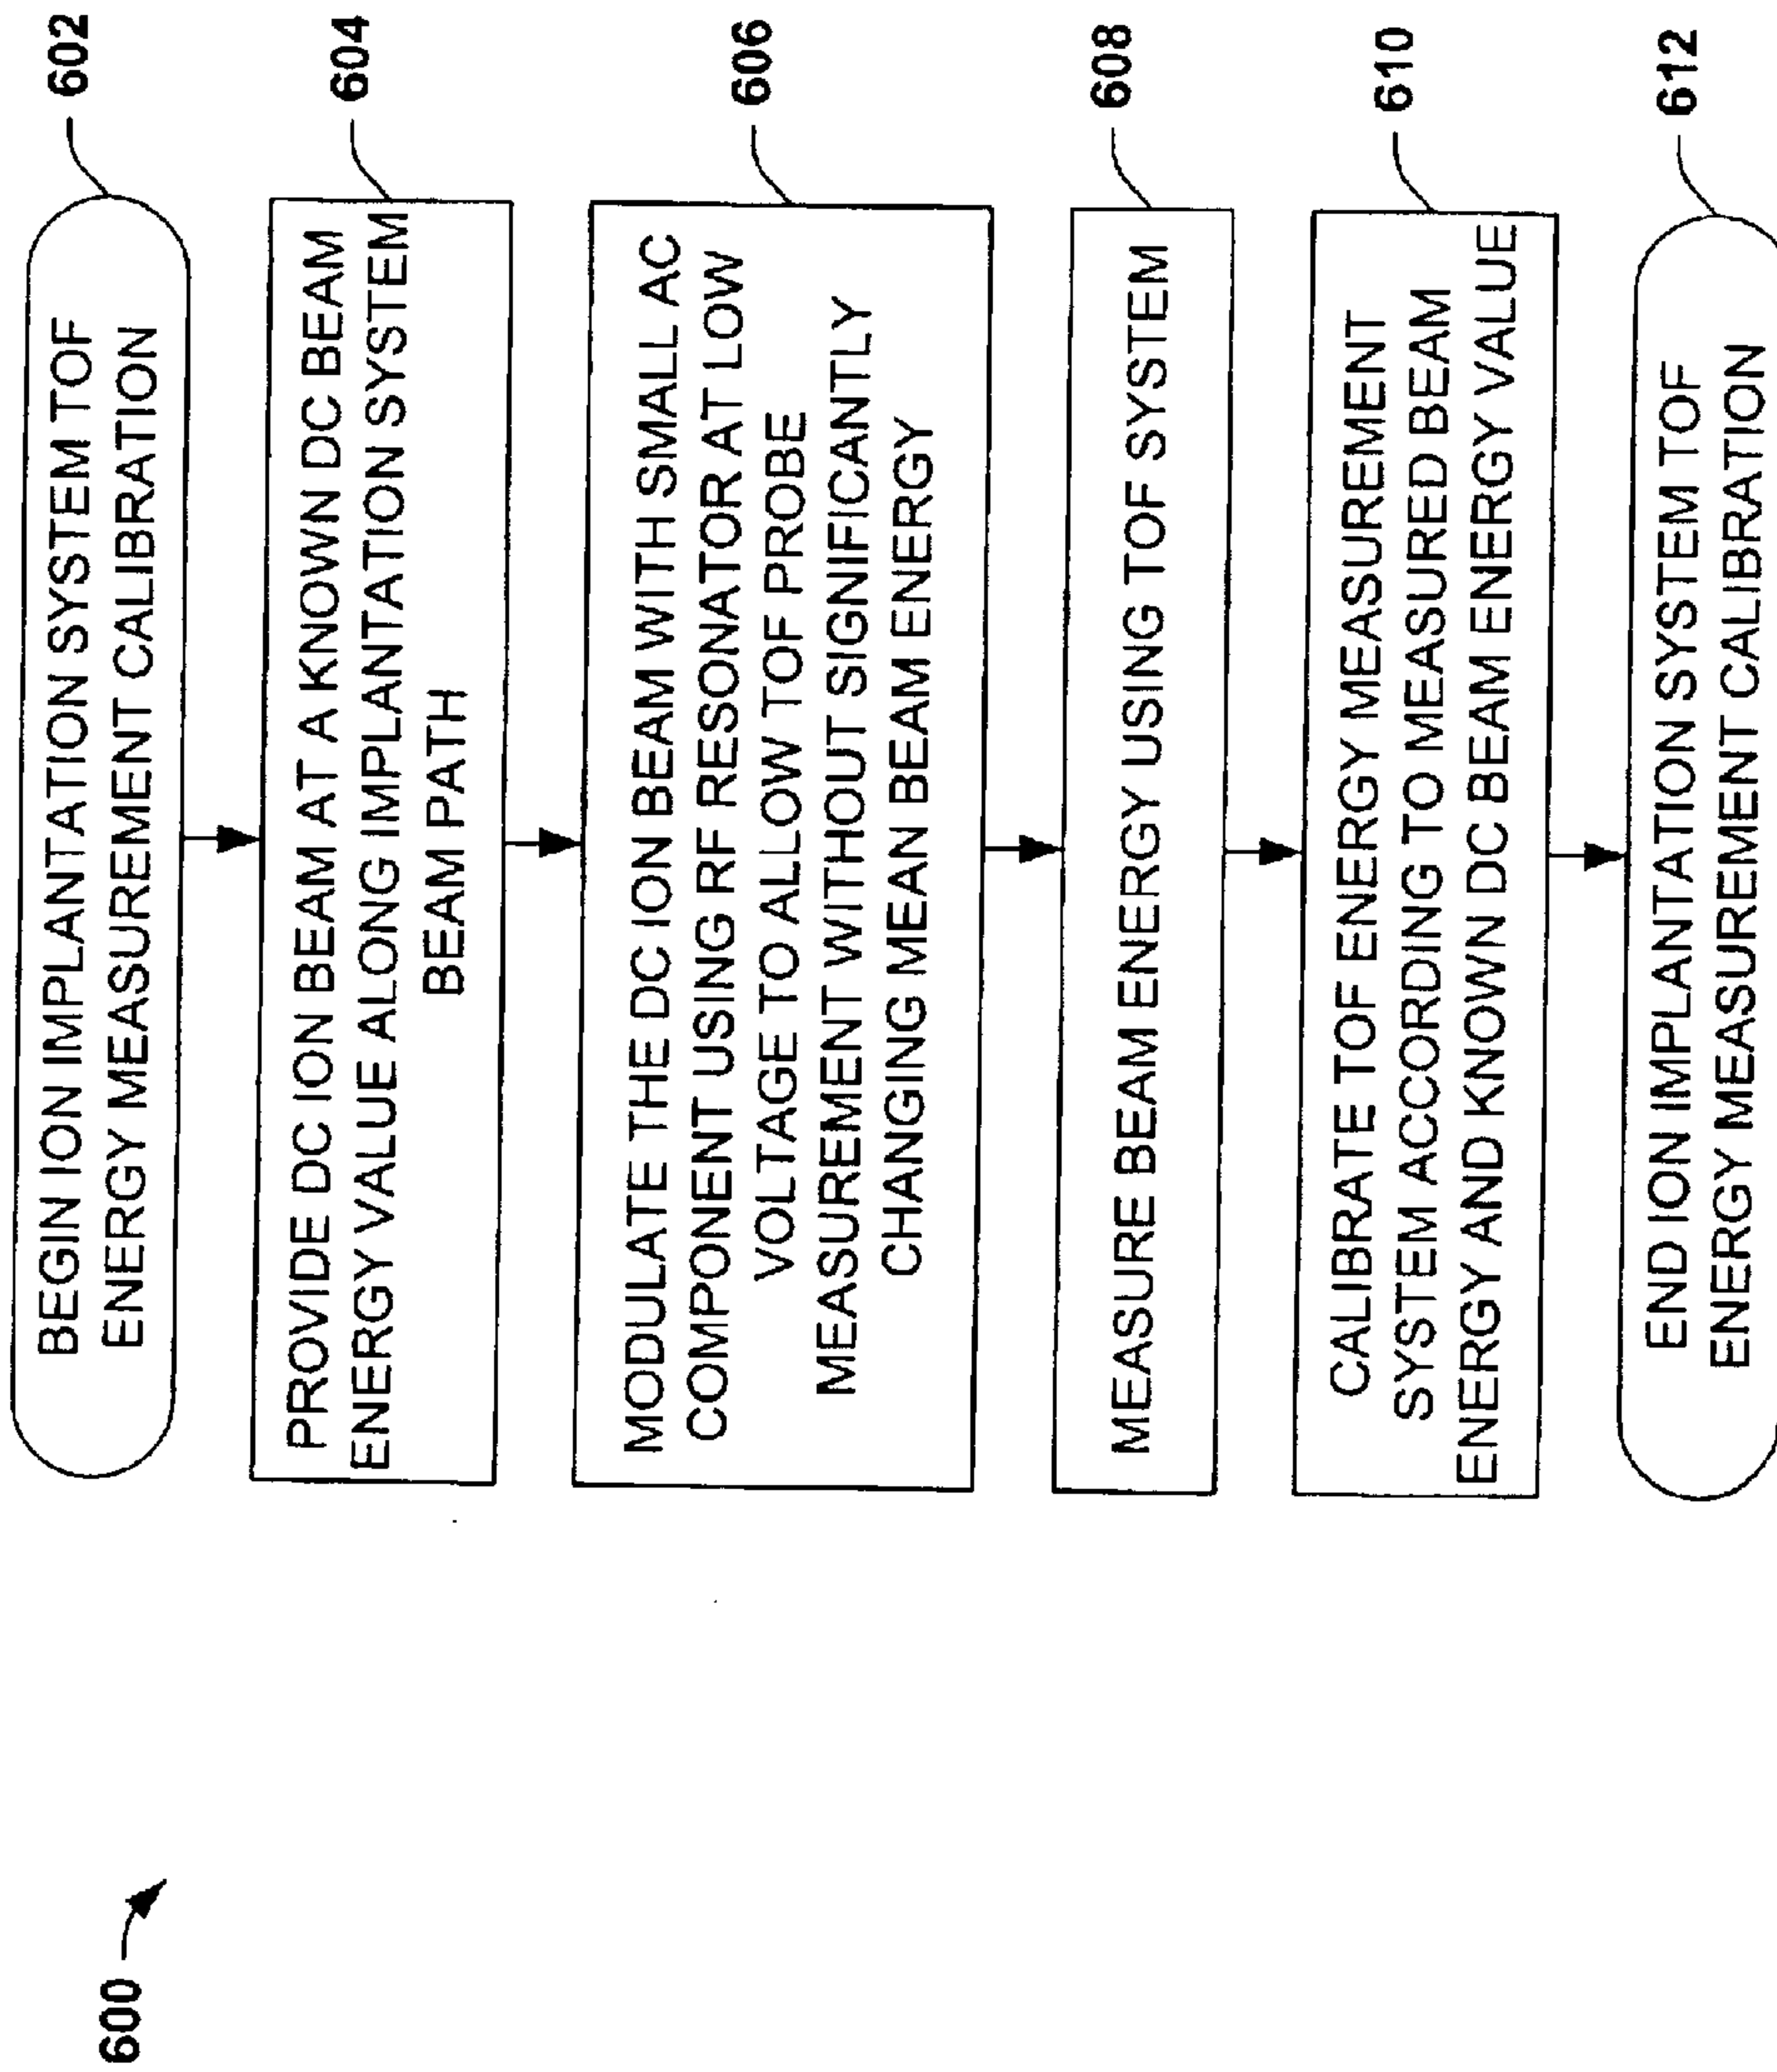 600
602
BEGIN ION IMPLANTATION SYSTEM TOF
ENERGY MEASUREMENT CALIBRATION
604
PROVIDE DC ION BEAM AT A KNOWN DC BEAM
ENERGY VALUE ALONG IMPLANTATION SYSTEM
BEAM PATH
606
MODULATE THE DC ION BEAM WITH SMALL AC
COMPONENT USING RF RESONATOR AT LOW
VOLTAGE TO ALLOW TOF PROBE
MEASUREMENT WITHOUT SIGNIFICANTLY
CHANGING MEAN BEAM ENERGY
608
MEASURE BEAM ENERGY USING TOF SYSTEM
610
CALIBRATE TOF ENERGY MEASUREMENT
SYSTEM ACCORDING TO MEASURED BEAM
ENERGY AND KNOWN DC BEAM ENERGY VALUE
612
END ION IMPLANTATION SYSTEM TOF
ENERGY MEASUREMENT CALIBRATION